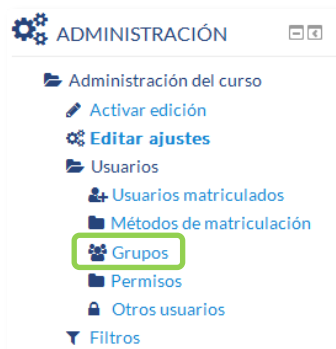 ADMINISTRACIÓN
Administración del curso
Activar edición
Editar ajustes
Usuarios
Usuarios matriculados
Métodos de matriculación
Grupos
Permisos
Otros usuarios
Filtros